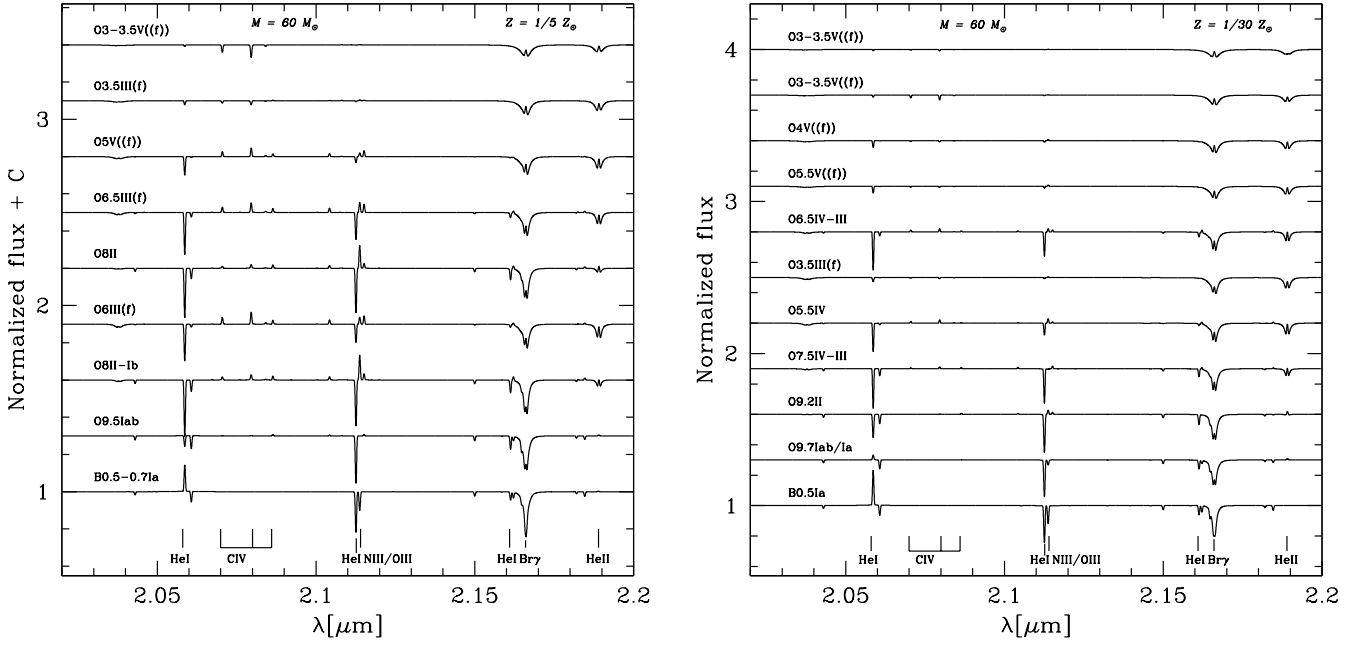 M = 60 M⊙
Z = 1/5 Z⊙
O3−3.5V((f))
O3.5III(f)
O5V((f))
O6.5III(f)
O8II
O6III(f)
O8II−Ib
O9.5Iab
B0.5−0.7Ia
3
2
1
Normalized flux + C
HeI
CIV
HeI
NIII/OIII
HeI
Brγ
HeII
2.05
2.1
2.15
2.2
λ[μm]
M = 60 M⊙
Z = 1/30 Z⊙
O3−3.5V((f))
O3−3.5V((f))
O4V((f))
O5.5V((f))
O6.5IV−III
O3.5III(f)
O5.5IV
O7.5IV−III
O9.2II
O9.7Iab/Ia
B0.5Ia
4
3
2
1
Normalized flux
HeI
CIV
HeI
NIII/OIII
HeI
Brγ
HeII
2.05
2.1
2.15
2.2
λ[μm]